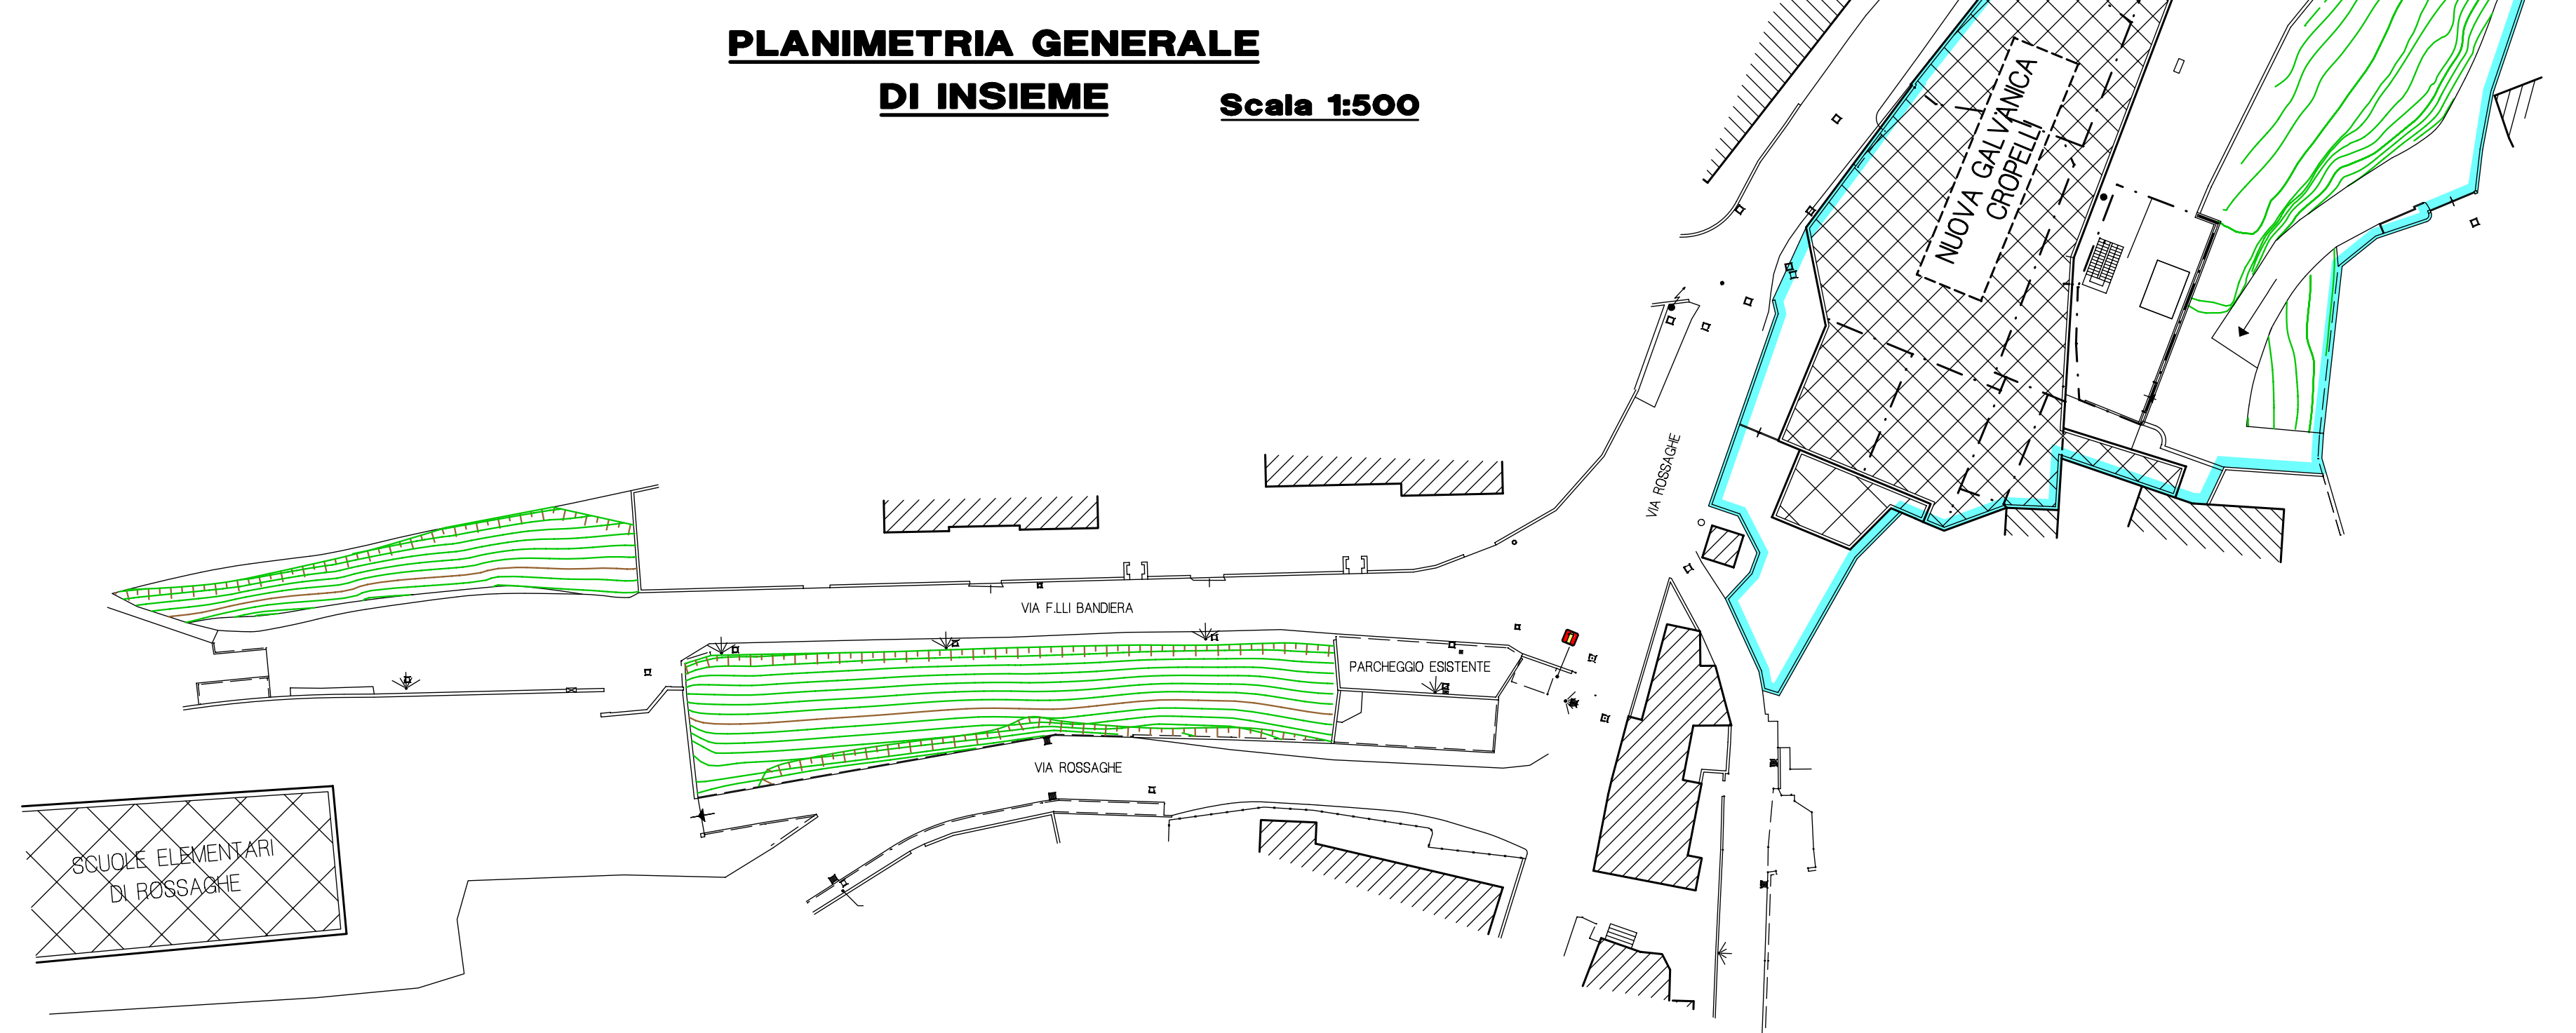 PLANIMETRIA GENERALE
DI INSIEME
Scala 1:500
NUOVA GALVANICA
CROPELLI
VIA ROSSAGHE
VIA F.LLI BANDIERA
PARCHEGGIO ESISTENTE
VIA ROSSAGHE
SCUOLE ELEMENTARI
DI ROSSAGHE